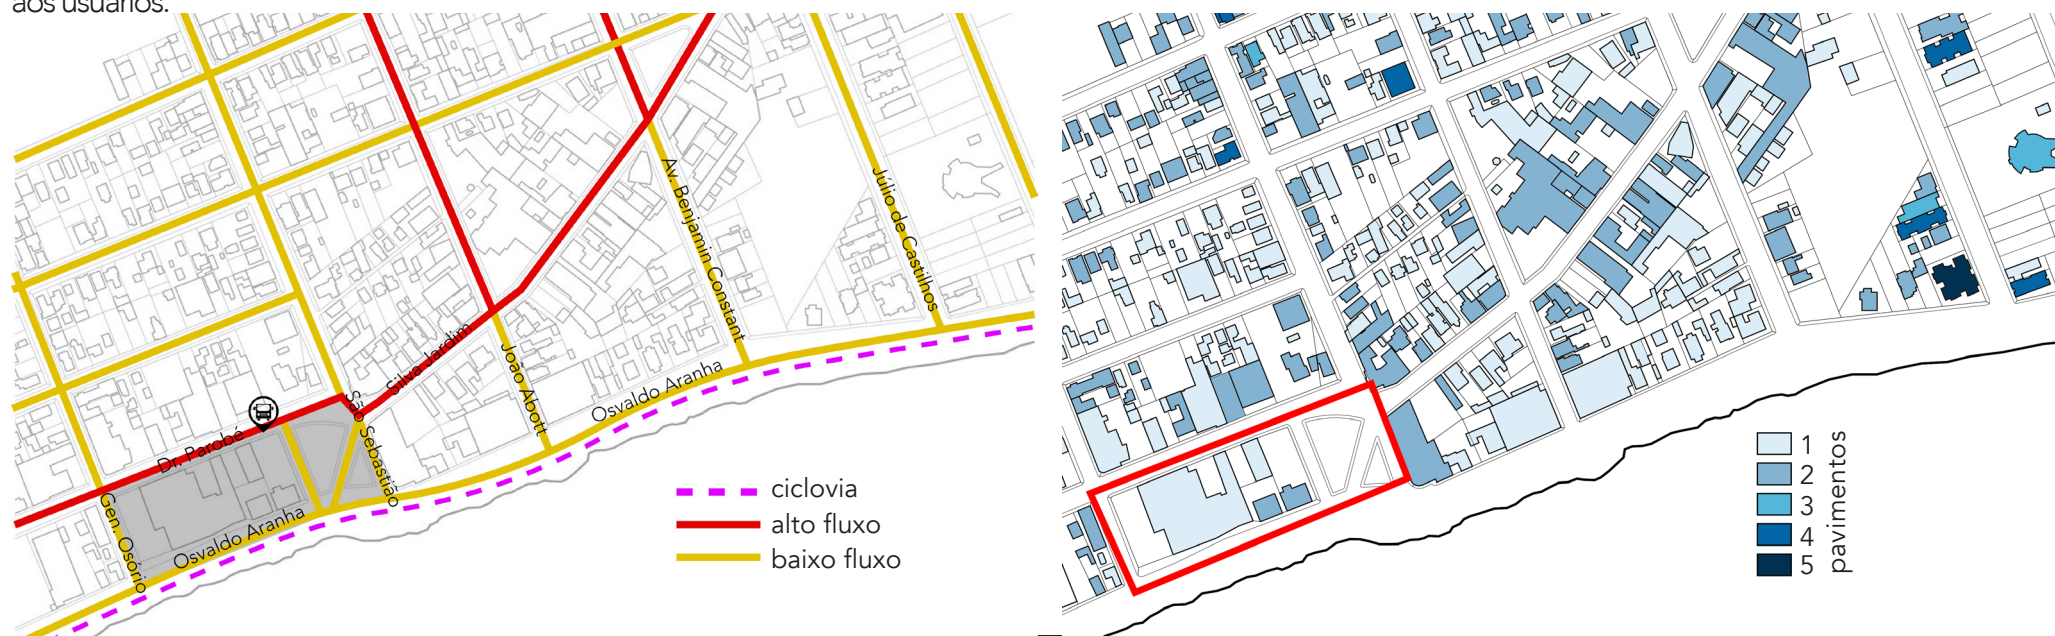 aos usuários.
Av. Benjamin Constant
Júlio de Castilhos
Silva Jardim
João Abott
Osvaldo Aranha
São Sebastião
Dr. Parobé
Gen. Osório
Osvaldo Aranha
ciclovia
alto fluxo
baixo fluxo
1
2
3
4
5
pavimentos